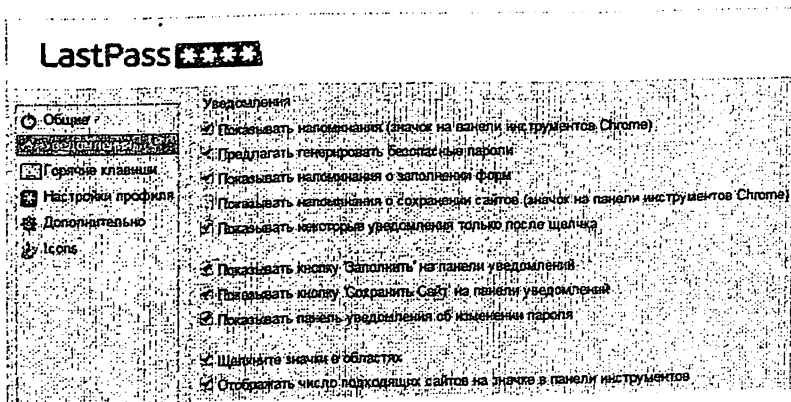 LastPass ****
Общие
Уведомления
Горячие клавиши
Настройки профиля
Дополнительно
Icons
Уведомления
Показывать напоминания (значок на панели инструментов Chrome)
Предлагать генерировать безопасные пароли
Показывать напоминания о заполнении форм
Показывать напоминания о сохранении сайтов (значок на панели инструментов Chrome)
Показывать некоторые уведомления только после щелчка
Показывать кнопку 'Заполнить' на панели уведомлений
Показывать кнопку 'Сохранить Сайт' на панели уведомлений
Показывать панель уведомления об изменении пароля
Щелкните значки в областях
Отображать число подходящих сайтов на значке в панели инструментов